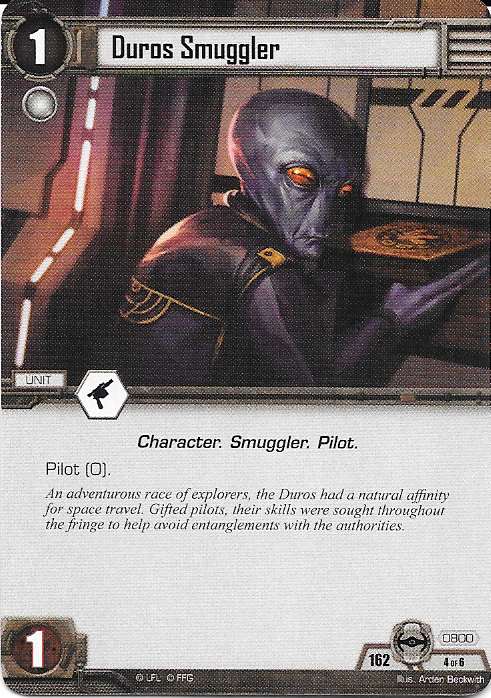 1
Duros Smuggler
UNIT
Character. Smuggler. Pilot.
Pilot (0).
An adventurous race of explorers, the Duros had a natural affinity
for space travel. Gifted pilots, their skills were sought throughout
the fringe to help avoid entanglements with the authorities.
1
162
0800
4 OF 6
© LFL © FFG
Illus. Arden Beckwith